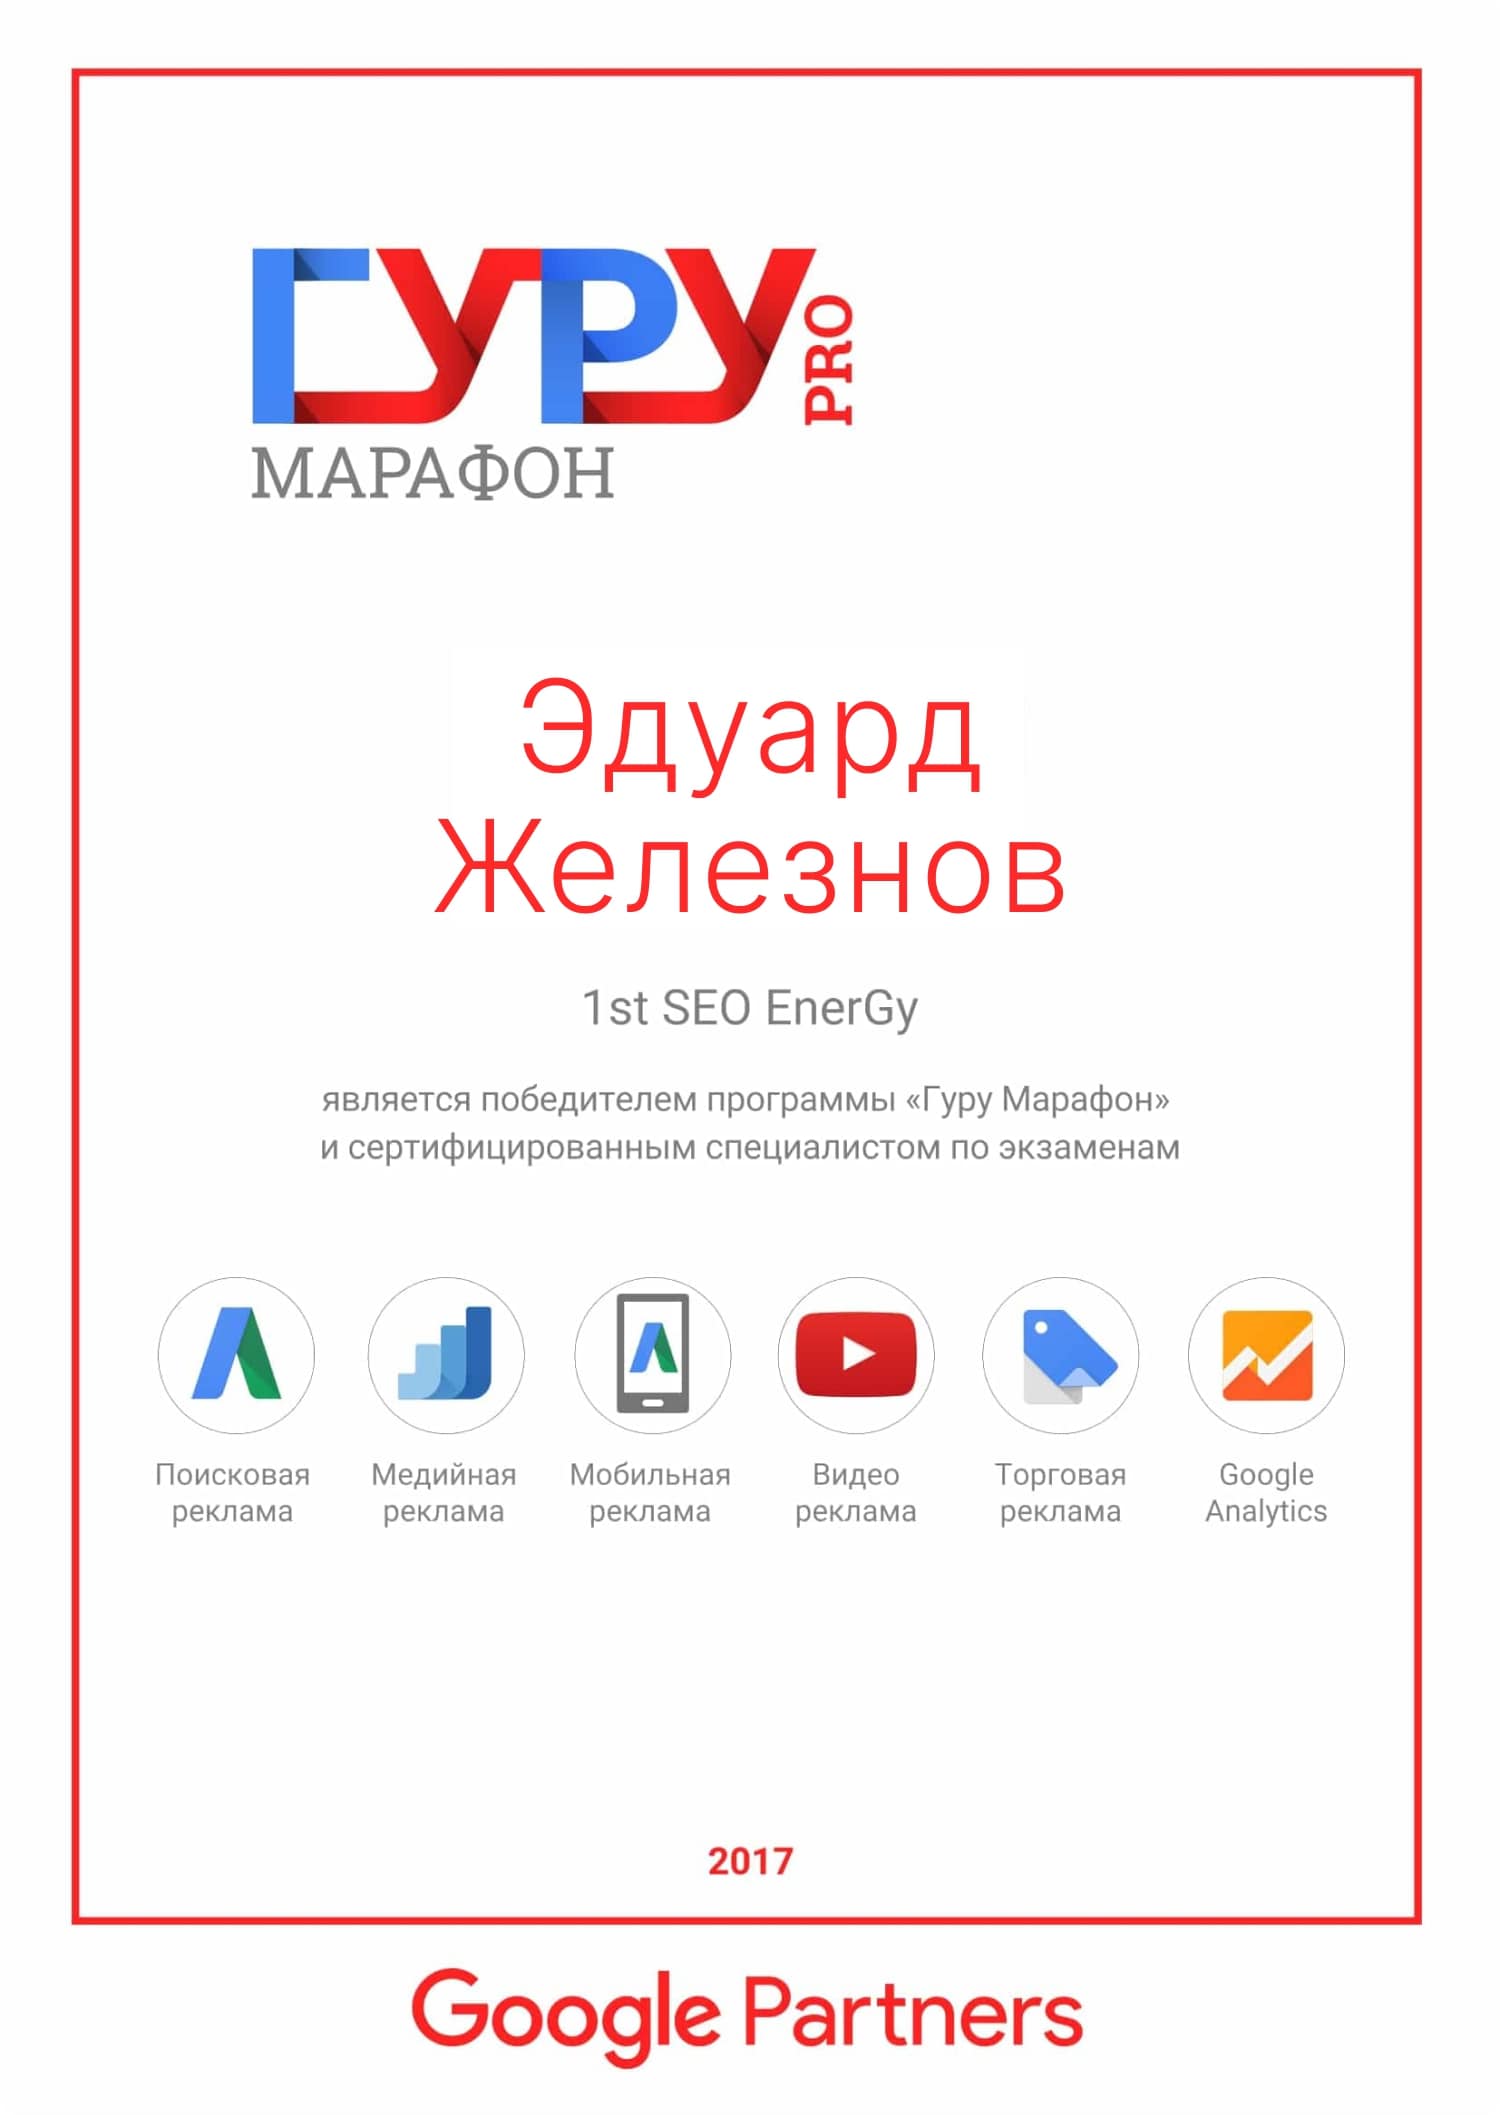 ГУРУ PRO
МАРАФОН
Эдуард
Железнов
1st SEO EnerGy
является победителем программы «Гуру Марафон»
и сертифицированным специалистом по экзаменам
Поисковая реклама
Медийная реклама
Мобильная реклама
Видео реклама
Торговая реклама
Google Analytics
2017
Google Partners